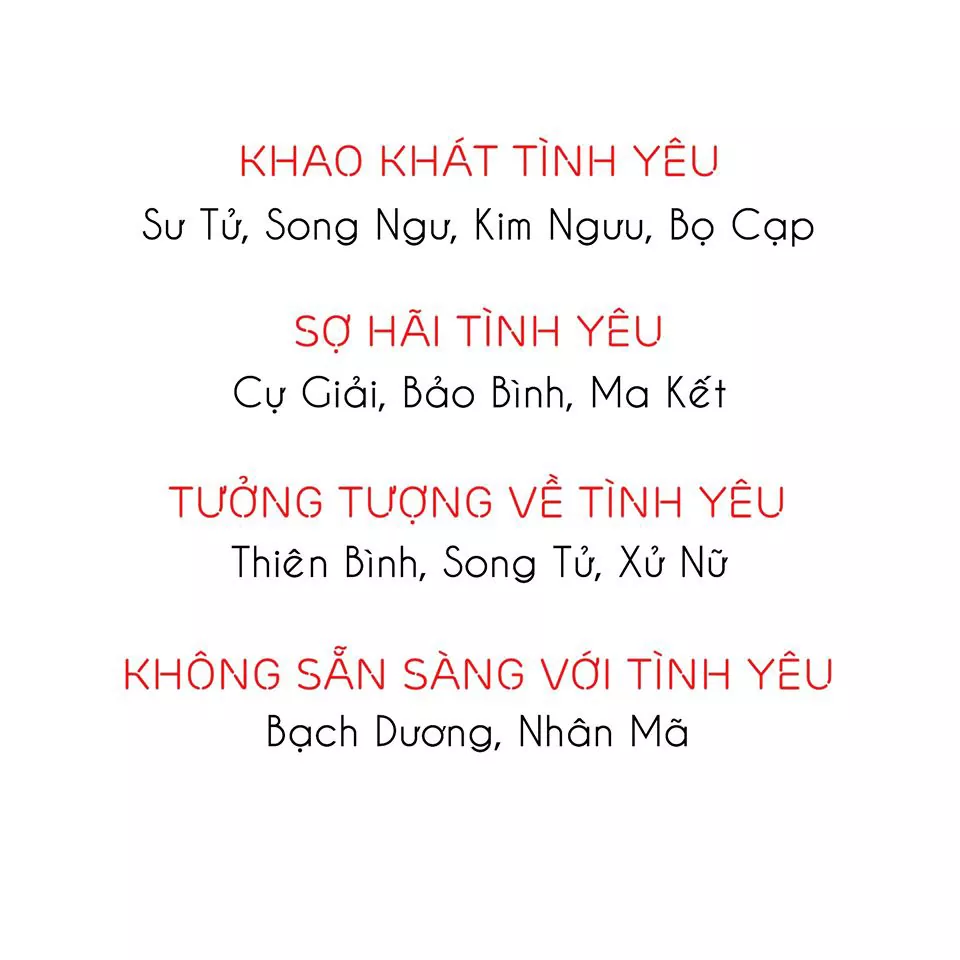 KHAO KHÁT TÌNH YÊU
Sư Tử, Song Ngư, Kim Ngưu, Bọ Cạp
SỢ HÃI TÌNH YÊU
Cự Giải, Bảo Bình, Ma Kết
TƯỞNG TƯỢNG VỀ TÌNH YÊU
Thiên Bình, Song Tử, Xử Nữ
KHÔNG SẴN SÀNG VỚI TÌNH YÊU
Bạch Dương, Nhân Mã